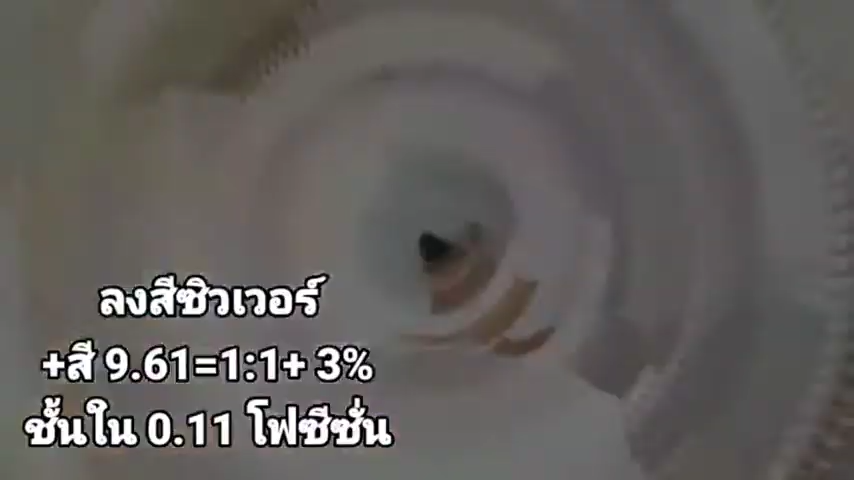 ลงสีซิวเวอร์
+สี 9.61=1:1+ 3%
ชั้นใน 0.11 โฟซีซั่น